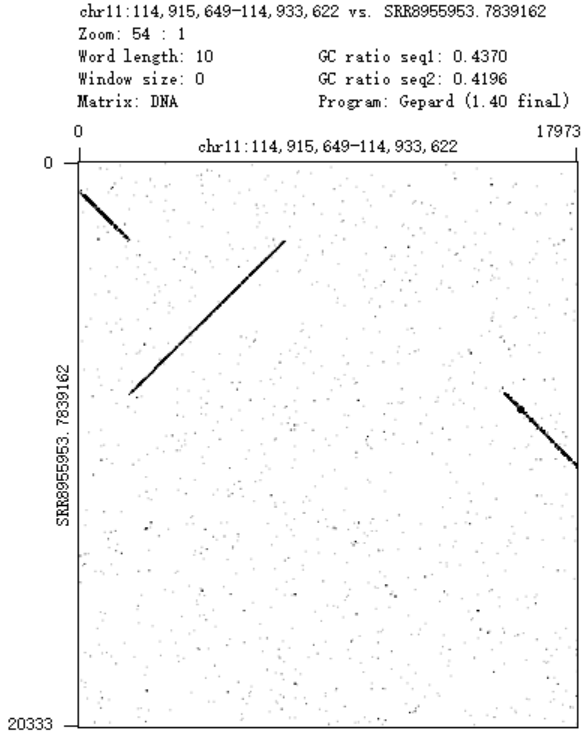 chr11:114,915,649-114,933,622 vs. SRR8955953.7839162
Zoom: 54 : 1
Word length: 10 GC ratio seq1: 0.4370
Window size: 0 GC ratio seq2: 0.4196
Matrix: DNA Program: Gepard (1.40 final)
0 17973
chr11:114,915,649-114,933,622
0
SRR8955953.7839162
20333